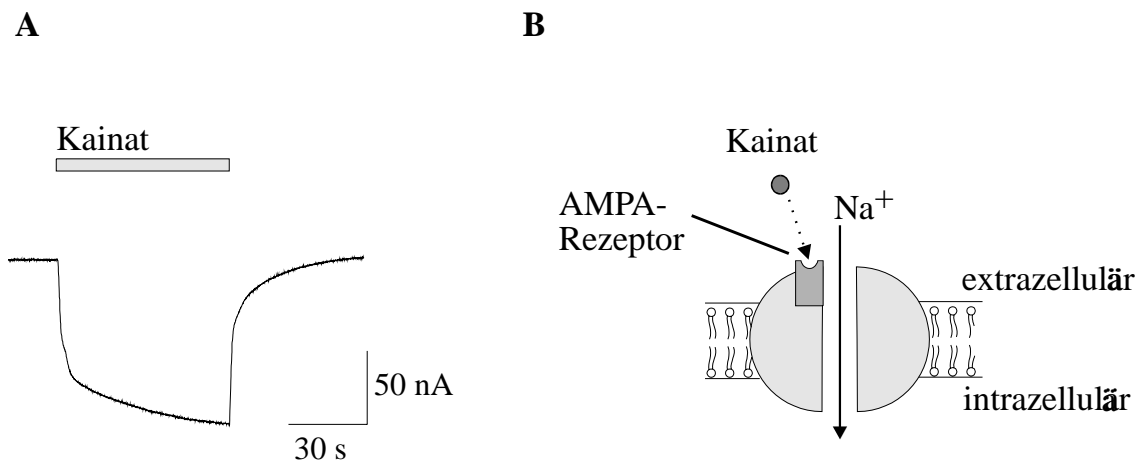 A
Kainat
50 nA
30 s
B
Kainat
AMPA-
Rezeptor
Na+
extrazellulär
intrazellulär